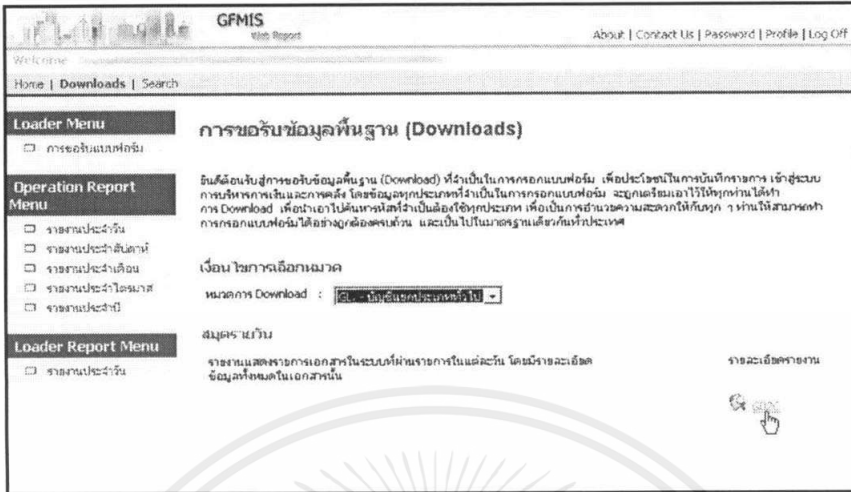 GFMIS
Web Report
About | Contact Us | Password | Profile | Log Off
Welcome
Home | Downloads | Search
Loader Menu
การขอรับแบบฟอร์ม
Operation Report Menu
รายงานประจำวัน
รายงานประจำสัปดาห์
รายงานประจำเดือน
รายงานประจำไตรมาส
รายงานประจำปี
Loader Report Menu
รายงานประจำวัน
การขอรับข้อมูลพื้นฐาน (Downloads)
ยินดีต้อนรับสู่การขอรับข้อมูลพื้นฐาน (Download) ที่จำเป็นในการกรอกแบบฟอร์ม เพื่อประโยชน์ในการบันทึกรายการ เข้าสู่ระบบ
การบริหารการเงินและการคลัง โดยข้อมูลทุกประเภทที่จำเป็นในการกรอกแบบฟอร์ม จะถูกเตรียมเอาไว้ให้ทุกท่านได้ทำ
การ Download เพื่อนำเอาไปค้นหารหัสที่จำเป็นต้องใช้ทุกประเภท เพื่อเป็นการอำนวยความสะดวกให้กับทุก ๆ ท่านให้สามารถทำ
การกรอกแบบฟอร์มได้อย่างถูกต้องครบถ้วน และเป็นไปในมาตรฐานเดียวกันทั่วประเทศ
เงื่อนไขการเลือกหมวด
หมวดการ Download : GL - บัญชีแยกประเภททั่วไป
สมุดรายวัน
รายงานแสดงรายการเอกสารในระบบที่ผ่านรายการในแต่ละวัน โดยมีรายละเอียด
ข้อมูลทั้งหมดในเอกสารนั้น
รายละเอียดรายงาน